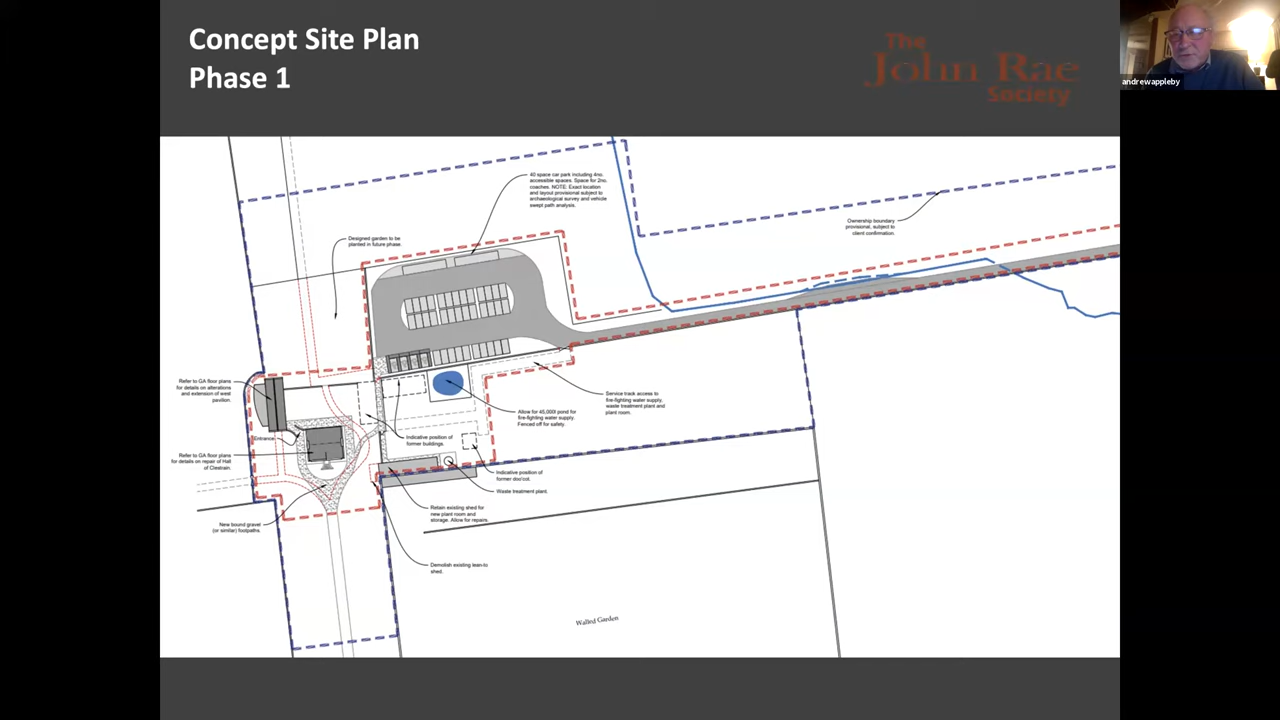 Concept Site Plan
Phase 1
The
John Rae
Society
andrewappleby
40 space car park including 4no.
accessible spaces. Space for 2no.
coaches. NOTE: Exact location
and layout provisional subject to
archaeological survey and vehicle
swept path analysis.
Ownership boundary
provisional, subject to
client confirmation.
Designed garden to be
planted in future phase.
Refer to GA floor plans
for details on alterations
and extension of west
pavilion.
Entrance
Refer to GA floor plans
for details on repair of Hall
of Clestrain.
New bound gravel
(or similar) footpaths.
Service track access to
fire-fighting water supply,
waste treatment plant and
plant room.
Allow for 45,000l pond for
fire-fighting water supply.
Fenced off for safety.
Indicative position of
former buildings.
Indicative position of
former doo'cot.
Waste treatment plant.
Retain existing shed for
new plant room and
storage. Allow for repairs.
Demolish existing lean-to
shed.
Walled Garden